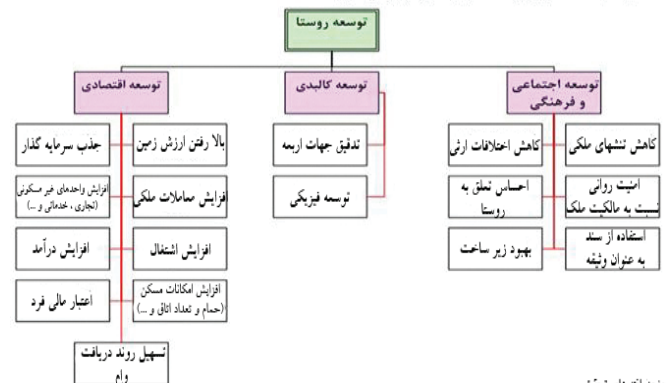 توسعه روستا
توسعه اجتماعی
و فرهنگی
توسعه کالبدی
توسعه اقتصادی
کاهش تنشهای ملکی
کاهش اختلافات ارثی
امنیت روانی
نسبت به مالکیت ملک
احساس تعلق به
روستا
استفاده از سند
به عنوان وثیقه
بهبود زیر ساخت
تدقیق جهات اربعه
توسعه فیزیکی
بالا رفتن ارزش زمین
جذب سرمایه گذار
افزایش معاملات ملکی
افزایش واحدهای غیر مسکونی
(تجاری ، خدماتی و ...)
افزایش اشتغال
افزایش درآمد
افزایش امکانات مسکن
(حمام و تعداد اتاق و ...)
اعتبار مالی فرد
تسهیل روند دریافت
وام